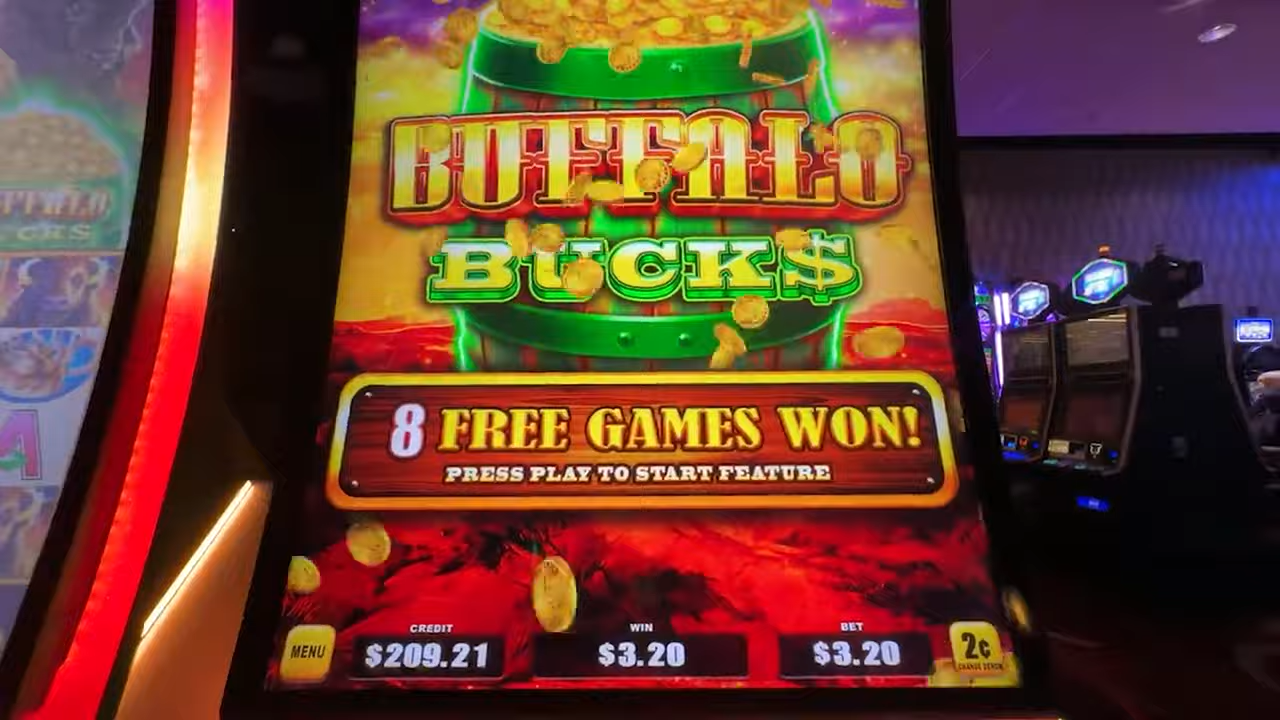 BUFFALO
BUCK$
8 FREE GAMES WON!
PRESS PLAY TO START FEATURE
CREDIT
WIN
BET
MENU
$209.21
$3.20
$3.20
2¢
CHANGE DENOM